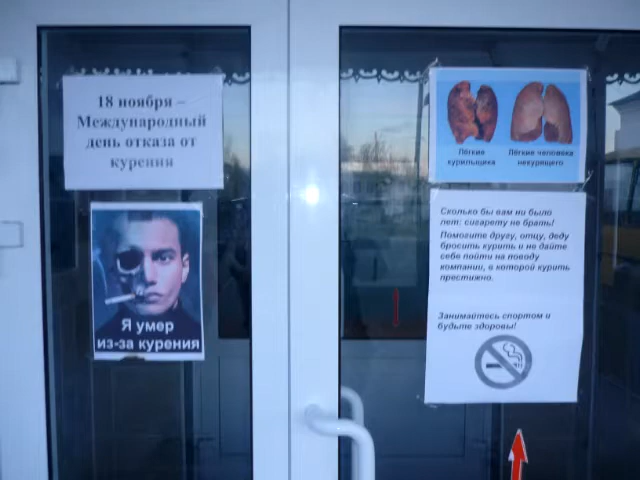 18 ноября –
Международный
день отказа от
курения
Я умер
из-за курения
Лёгкие
курильщика
Лёгкие человека
некурящего
Сколько бы вам ни было
лет: сигарету не брать!
Помогите другу, отцу, деду
бросить курить и не дайте
себе пойти на поводу
компании, в которой курить
престижно.
Занимайтесь спортом и
будьте здоровы!